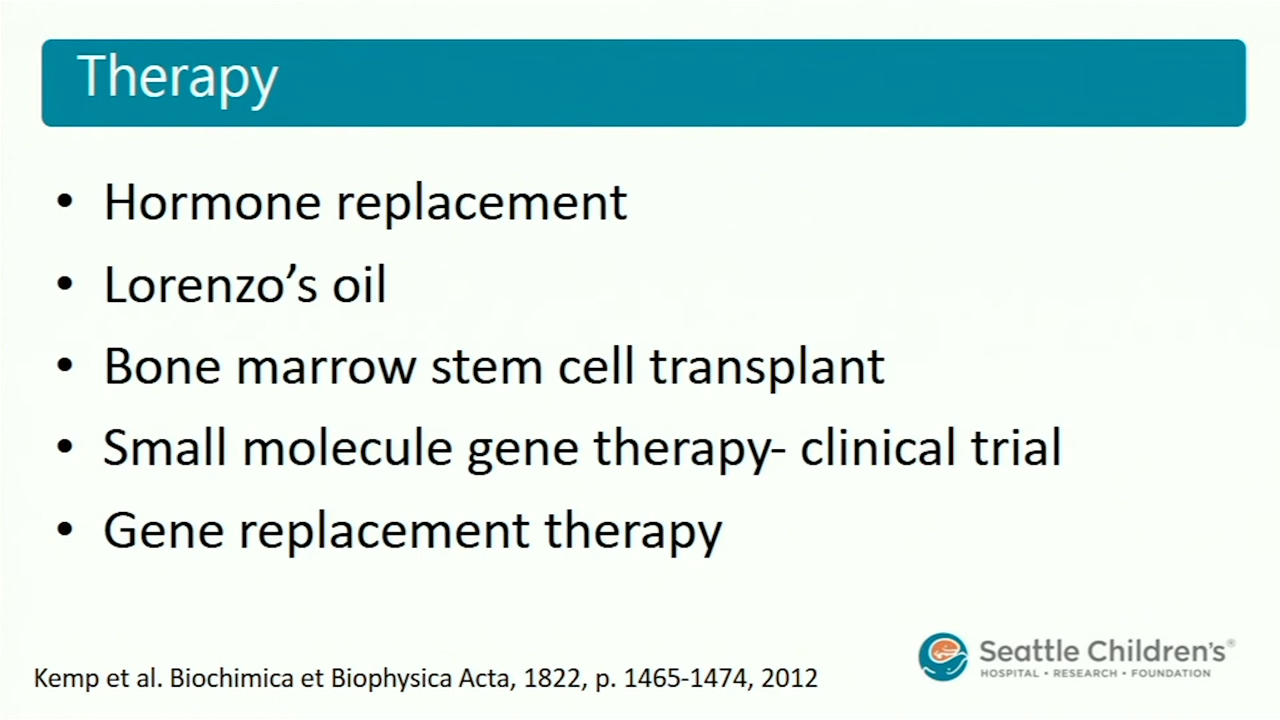 Therapy
• Hormone replacement
• Lorenzo’s oil
• Bone marrow stem cell transplant
• Small molecule gene therapy- clinical trial
• Gene replacement therapy
Seattle Children’s®
HOSPITAL • RESEARCH • FOUNDATION
Kemp et al. Biochimica et Biophysica Acta, 1822, p. 1465-1474, 2012